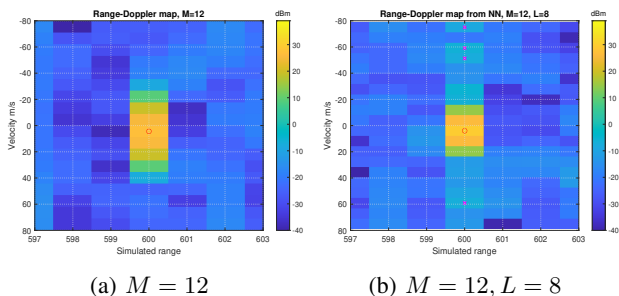 Range-Doppler map, M=12
dBm
-80
-60
-40
-20
0
20
40
60
80
Velocity m/s
597 598 599 600 601 602 603
Simulated range
30
20
10
0
-10
-20
-30
-40
(a) M = 12
Range-Doppler map from NN, M=12, L=8
dBm
-80
-60
-40
-20
0
20
40
60
80
Velocity m/s
597 598 599 600 601 602 603
Simulated range
30
20
10
0
-10
-20
-30
-40
(b) M = 12, L = 8